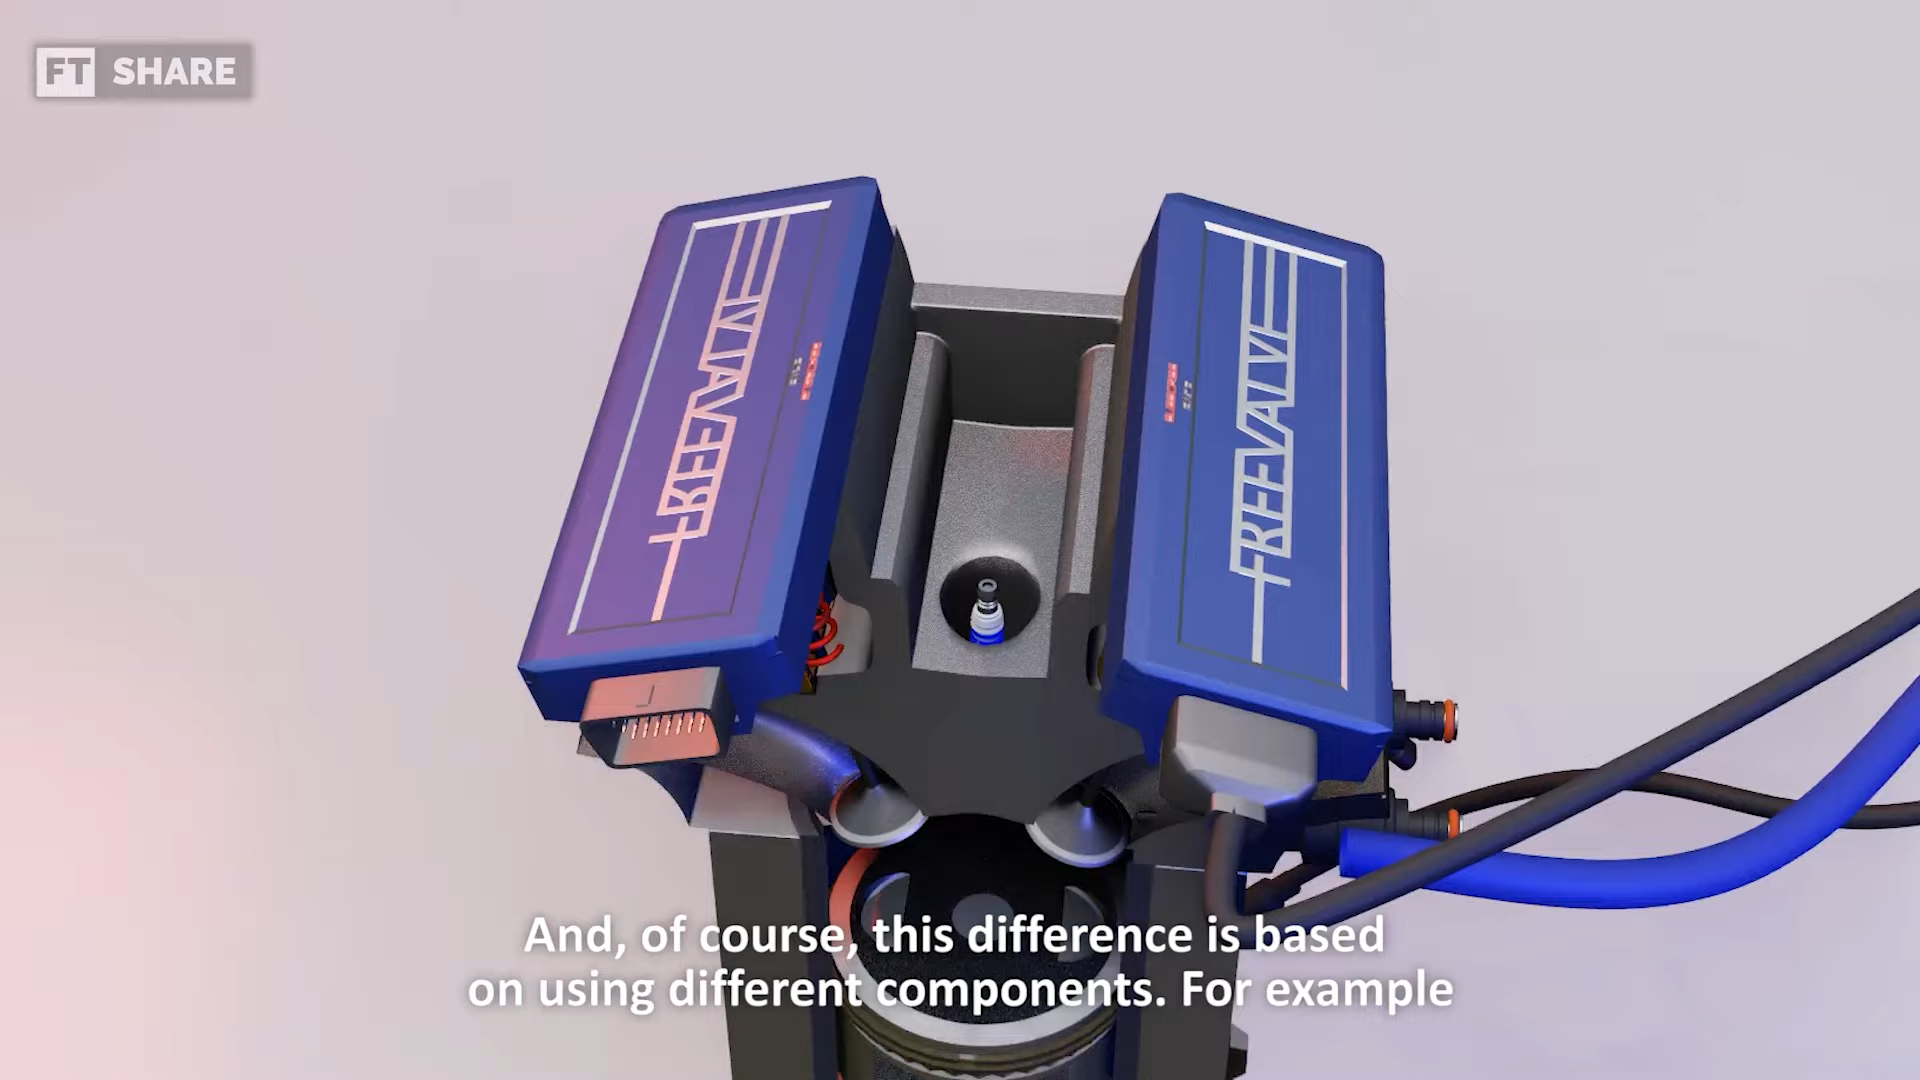 FT SHARE
FREEVALVE
FREEVALVE
And, of course, this difference is based
on using different components. For example